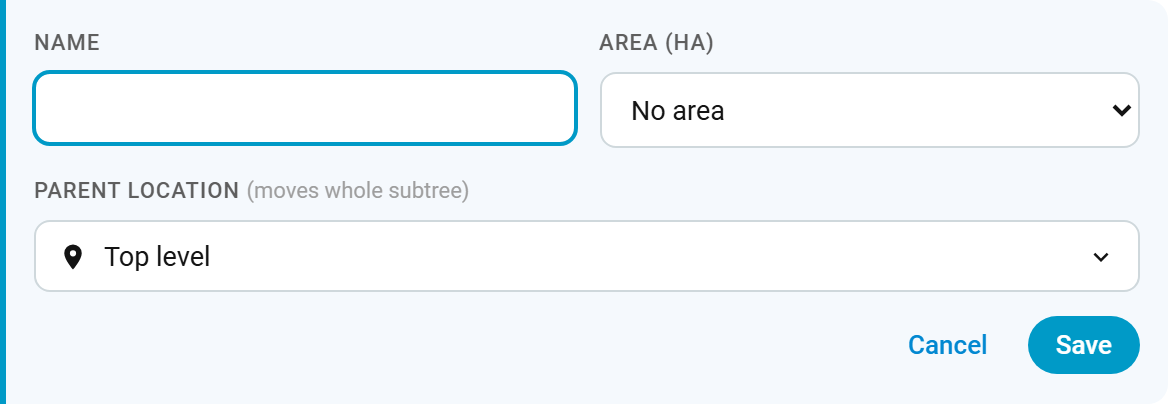 NAME
AREA (HA)
No area
PARENT LOCATION (moves whole subtree)
Top level
Cancel
Save